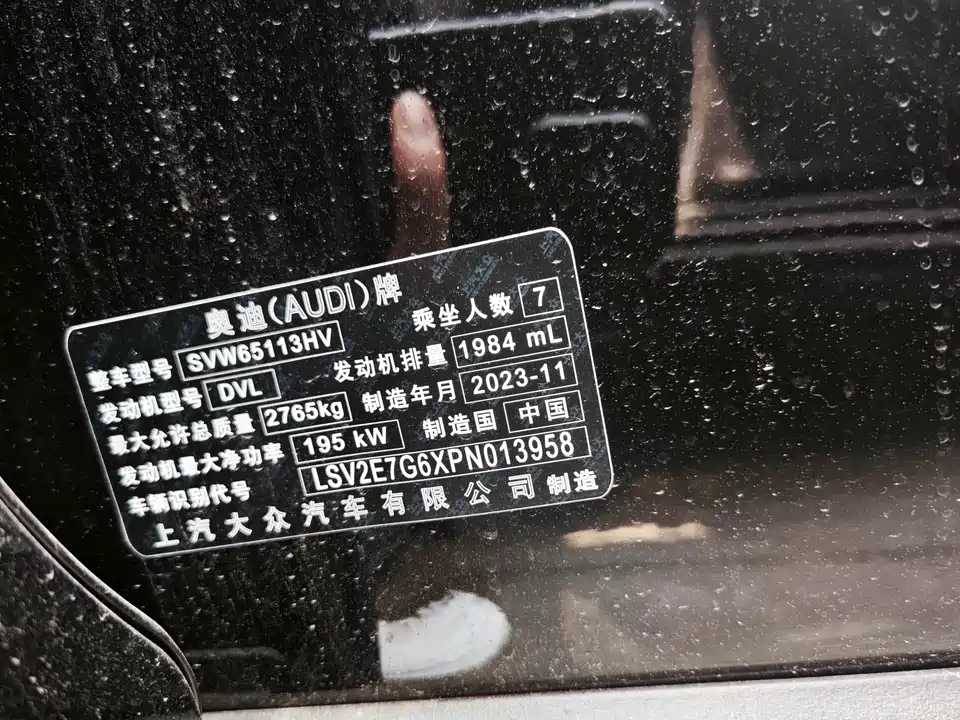 奥迪(AUDI)牌
整车型号 SVW65113HV 乘坐人数 7
发动机型号 DVL 发动机排量 1984 mL
最大允许总质量 2765kg 制造年月 2023-11
发动机最大净功率 195 kW 制造国 中国
车辆识别代号 LSV2E7G6XPN013958
上汽大众汽车有限公司 制造